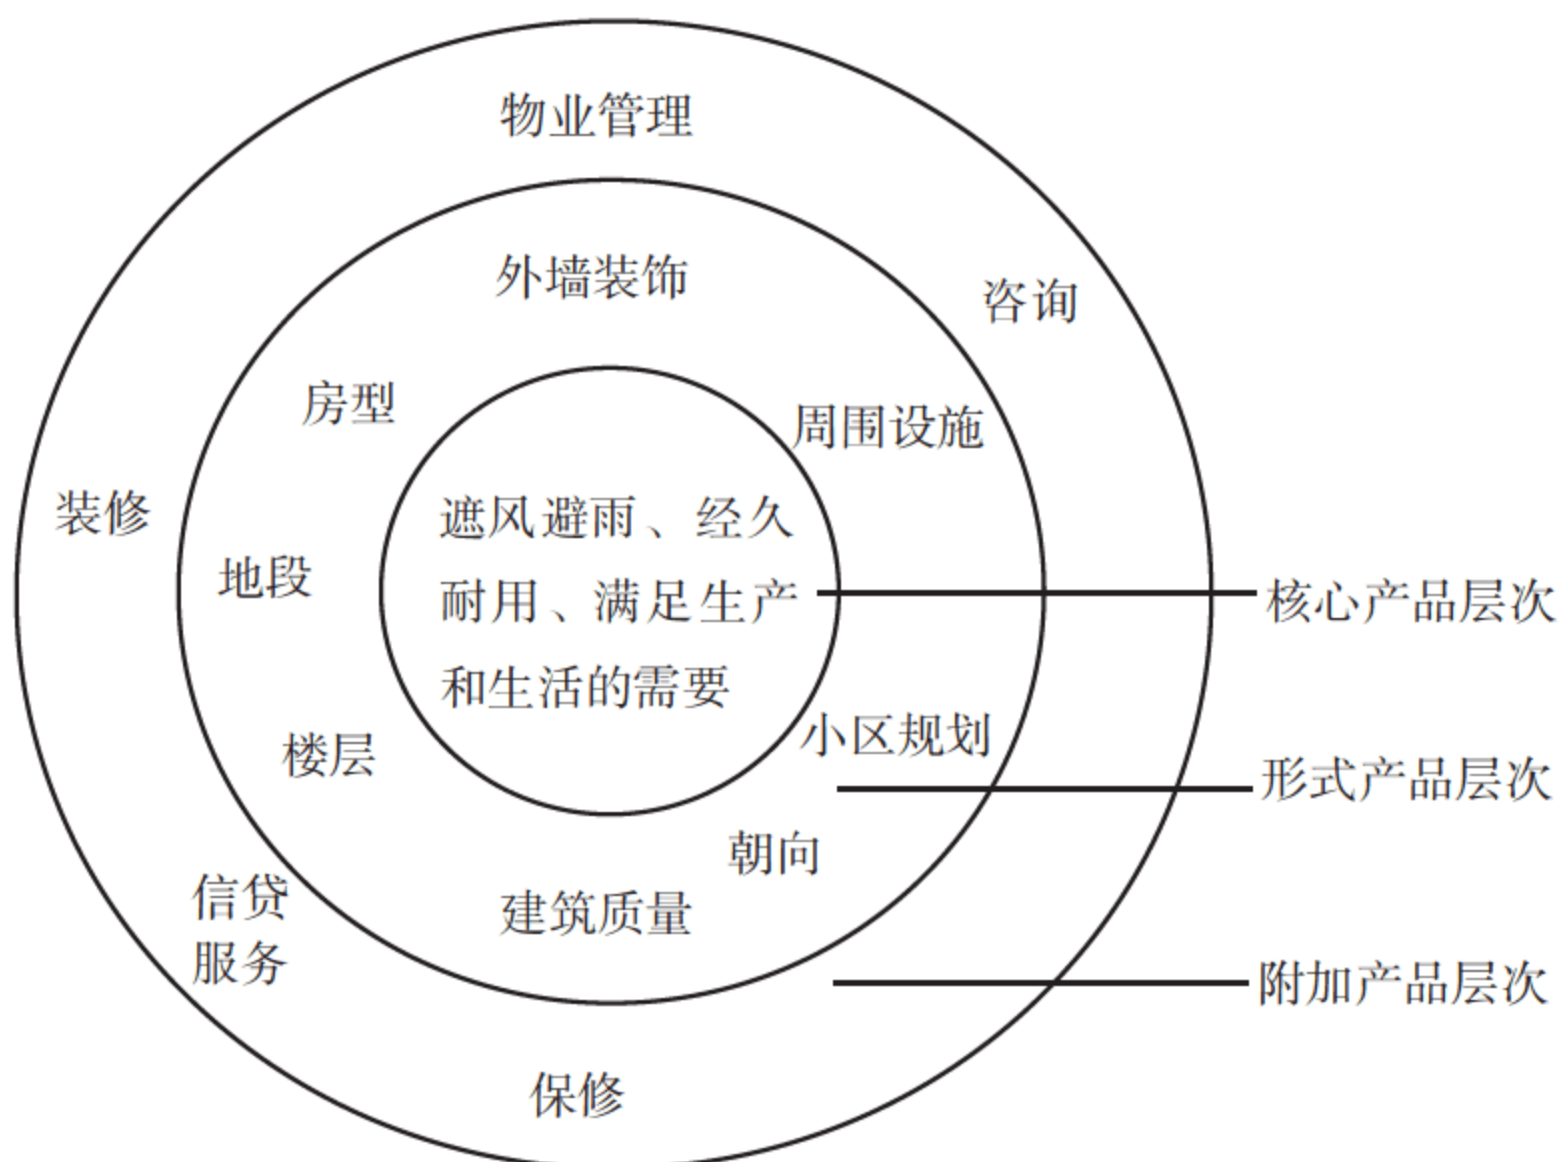 物业管理
外墙装饰
咨询
房型
周围设施
装修
遮风避雨、经久
耐用、满足生产
和生活的需要
地段
核心产品层次
楼层
小区规划
形式产品层次
朝向
建筑质量
信贷
服务
附加产品层次
保修